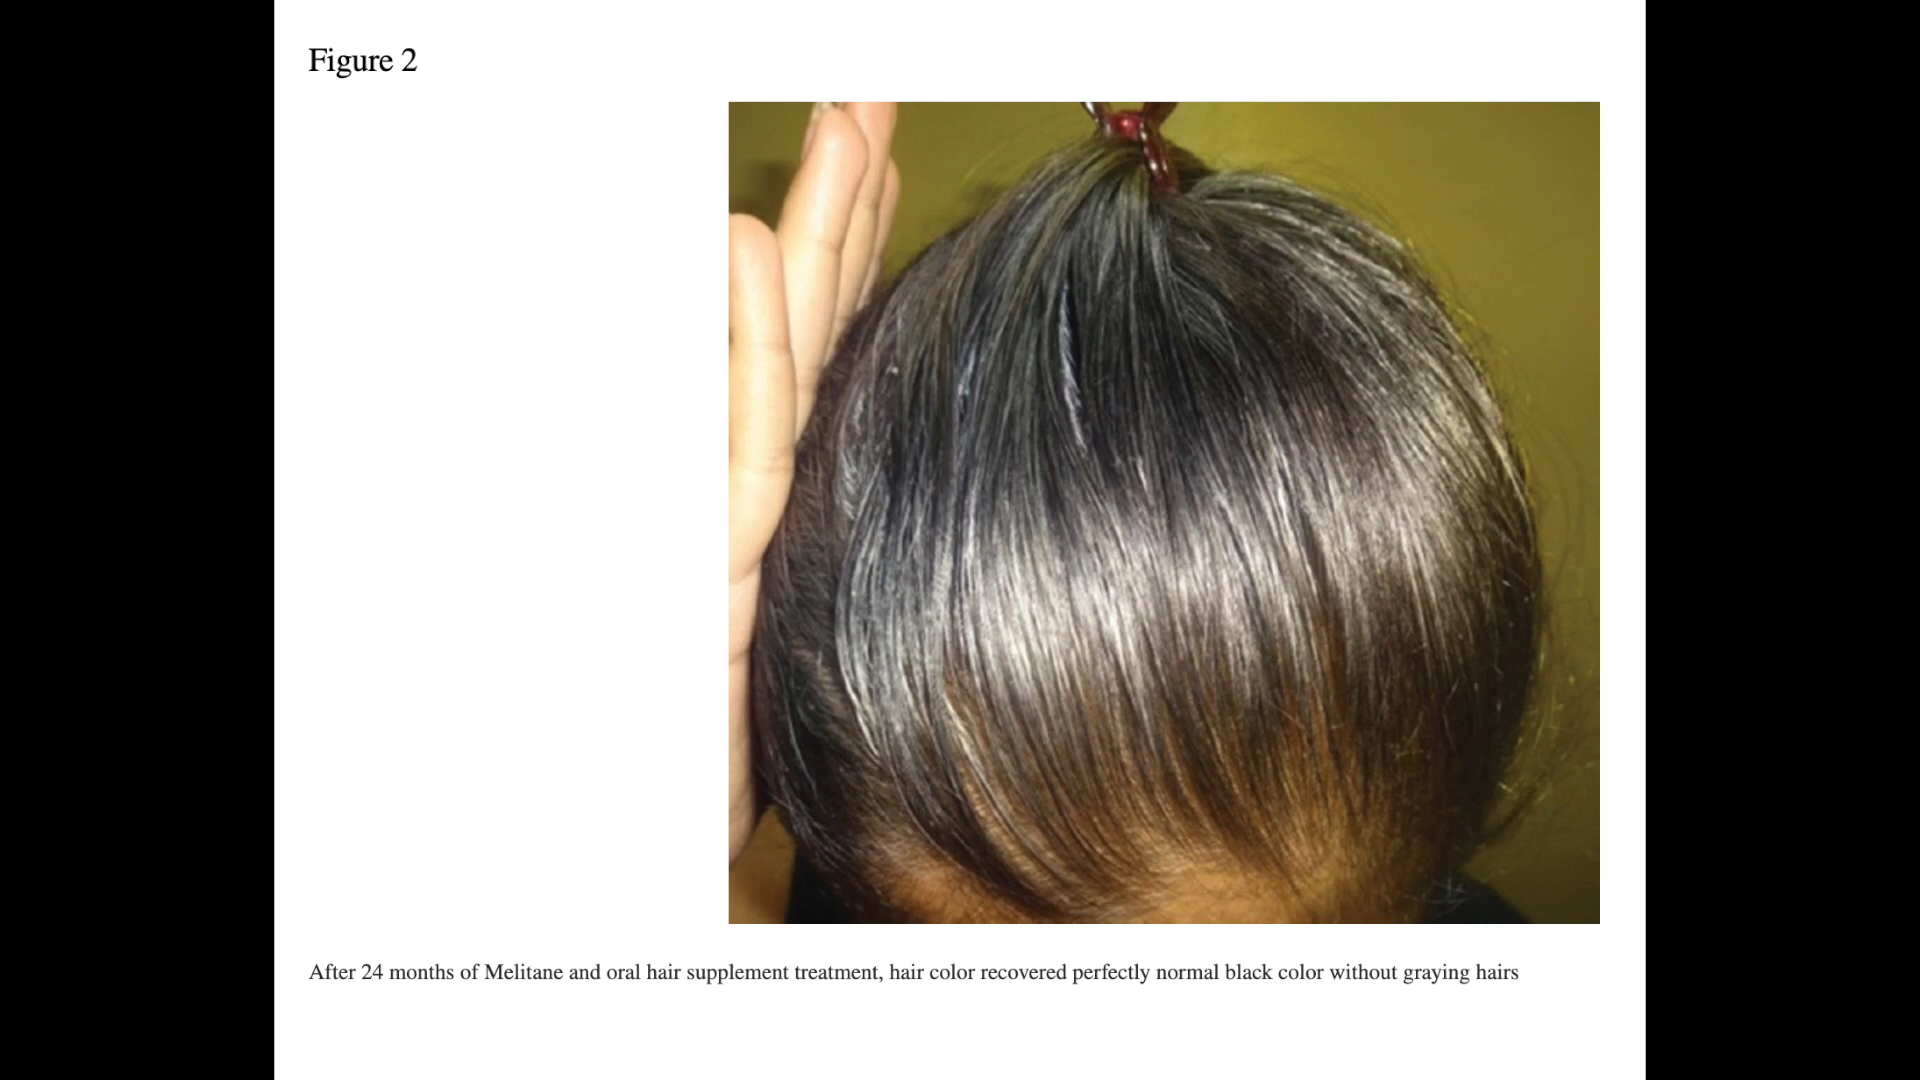 Figure 2
After 24 months of Melitane and oral hair supplement treatment, hair color recovered perfectly normal black color without graying hairs